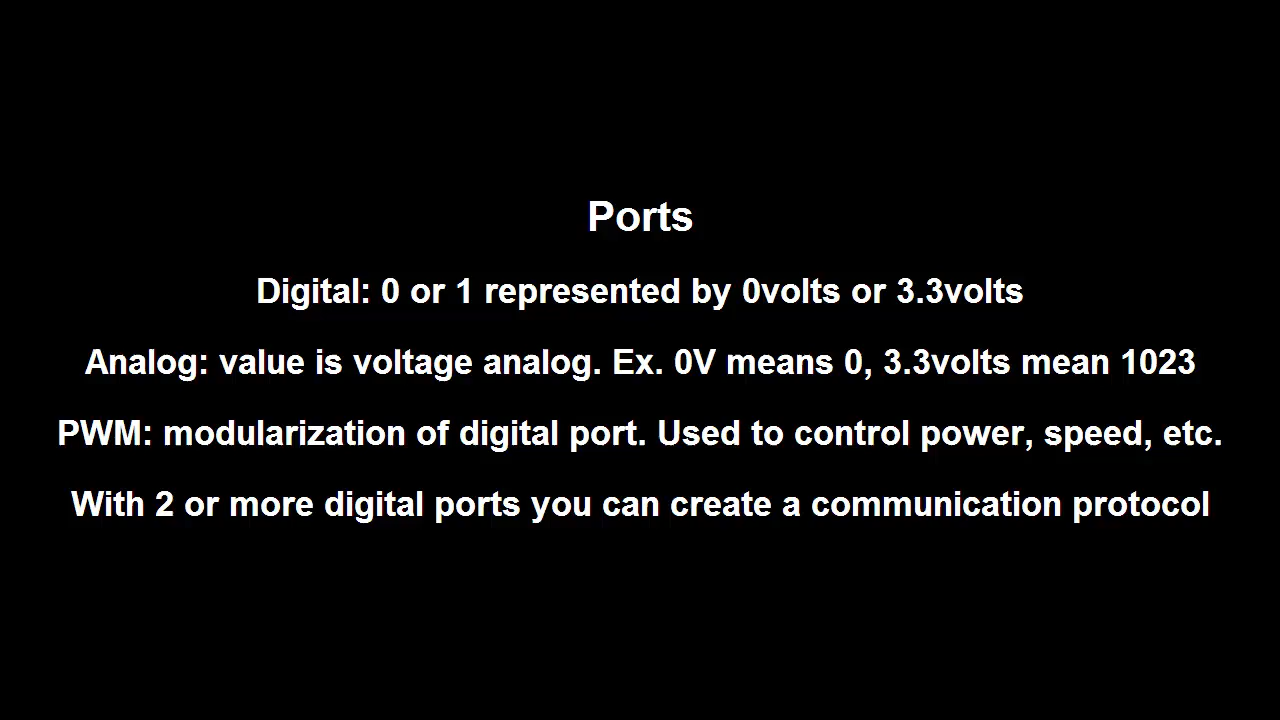 Ports
Digital: 0 or 1 represented by 0volts or 3.3volts
Analog: value is voltage analog. Ex. 0V means 0, 3.3volts mean 1023
PWM: modularization of digital port. Used to control power, speed, etc.
With 2 or more digital ports you can create a communication protocol